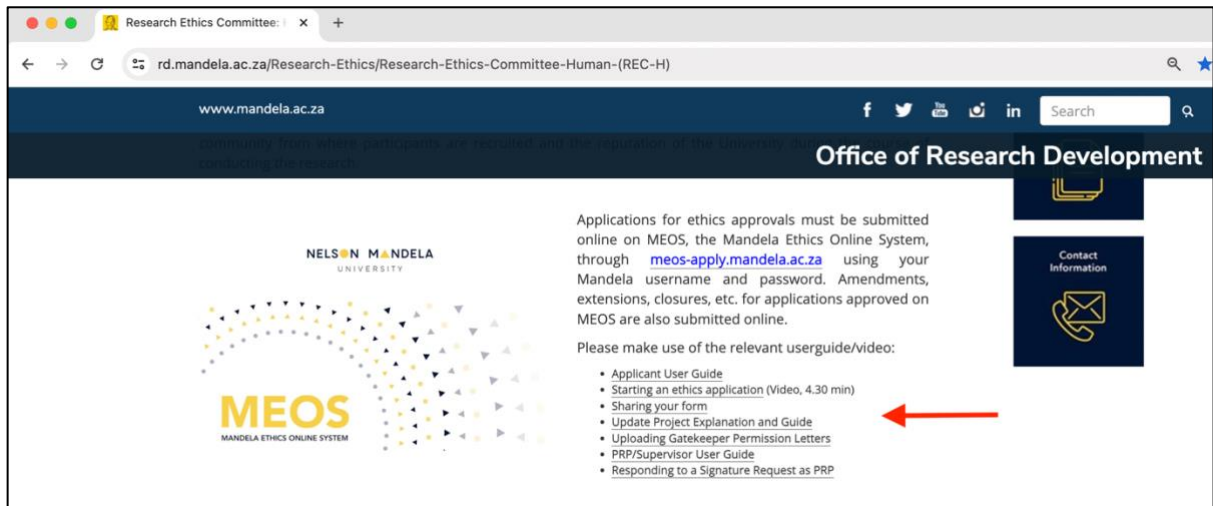 Research Ethics Committee: H
rd.mandela.ac.za/Research-Ethics/Research-Ethics-Committee-Human-(REC-H)
www.mandela.ac.za
f
You
Tube
in
Search
community from where participants are recruited and the reputation of the University during the course of
conducting the research.
Office of Research Development
Applications for ethics approvals must be submitted
online on MEOS, the Mandela Ethics Online System,
through meos-apply.mandela.ac.za using your
Mandela username and password. Amendments,
extensions, closures, etc. for applications approved on
MEOS are also submitted online.
Please make use of the relevant userguide/video:
• Applicant User Guide
• Starting an ethics application (Video, 4.30 min)
• Sharing your form
• Update Project Explanation and Guide
• Uploading Gatekeeper Permission Letters
• PRP/Supervisor User Guide
• Responding to a Signature Request as PRP
NELSON MANDELA
UNIVERSITY
MEOS
MANDELA ETHICS ONLINE SYSTEM
Contact
Information